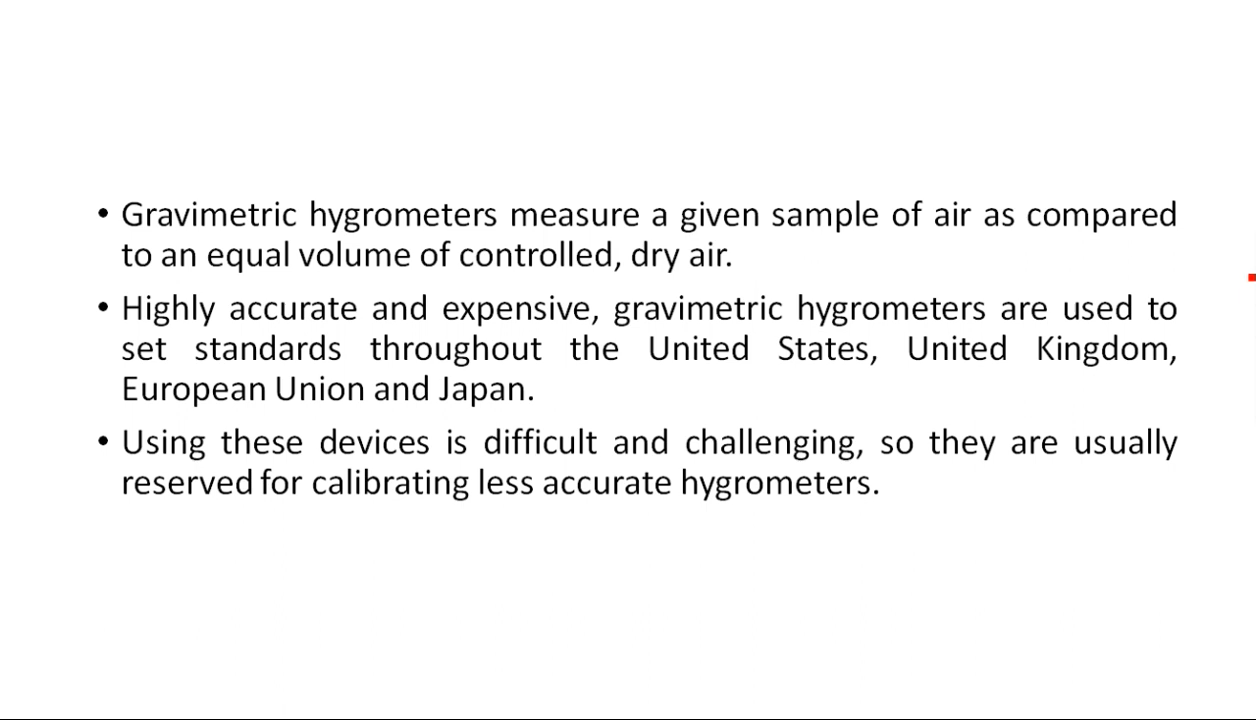 • Gravimetric hygrometers measure a given sample of air as compared
to an equal volume of controlled, dry air.
• Highly accurate and expensive, gravimetric hygrometers are used to
set standards throughout the United States, United Kingdom,
European Union and Japan.
• Using these devices is difficult and challenging, so they are usually
reserved for calibrating less accurate hygrometers.